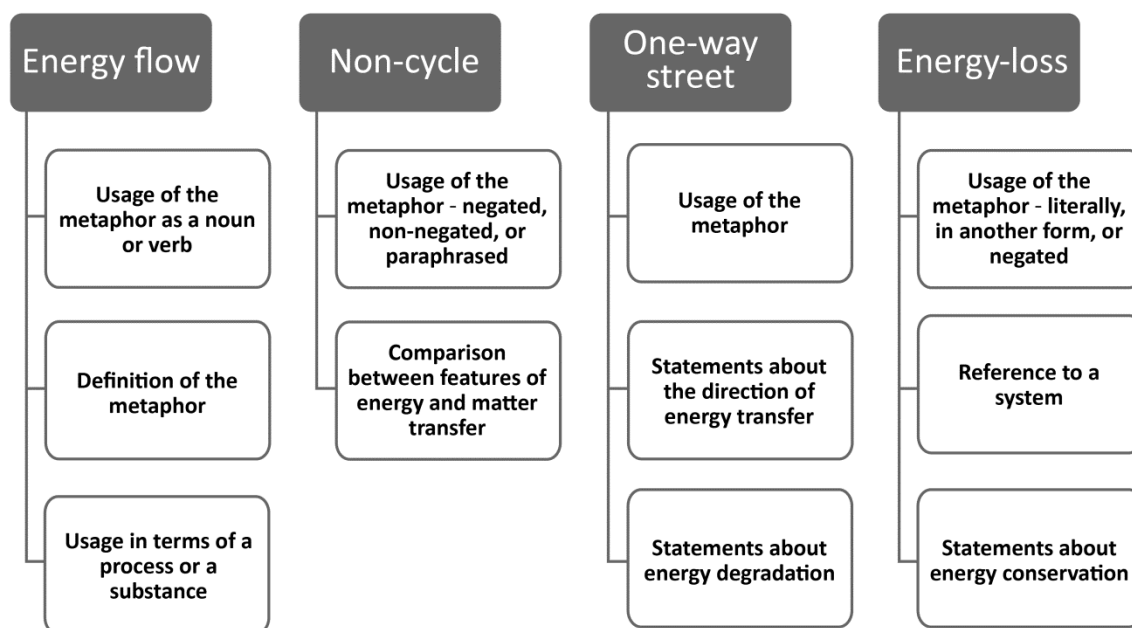 Energy flow
Usage of the
metaphor as a noun
or verb
Definition of the
metaphor
Usage in terms of a
process or a
substance
Non-cycle
Usage of the
metaphor - negated,
non-negated, or
paraphrased
Comparison
between features of
energy and matter
transfer
One-way
street
Usage of the
metaphor
Statements about
the direction of
energy transfer
Statements about
energy degradation
Energy-loss
Usage of the
metaphor - literally,
in another form, or
negated
Reference to a
system
Statements about
energy conservation